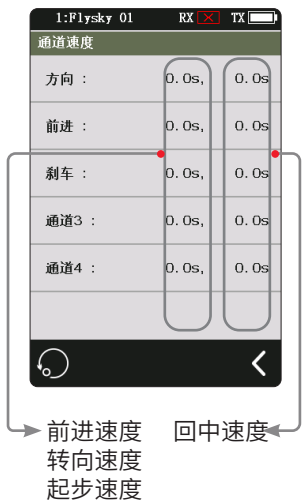 1:Flysky 01 RX TX
通道速度
方向 : 0.0s, 0.0s
前进 : 0.0s, 0.0s
刹车 : 0.0s, 0.0s
通道3 : 0.0s, 0.0s
通道4 : 0.0s, 0.0s
前进速度 回中速度
转向速度
起步速度